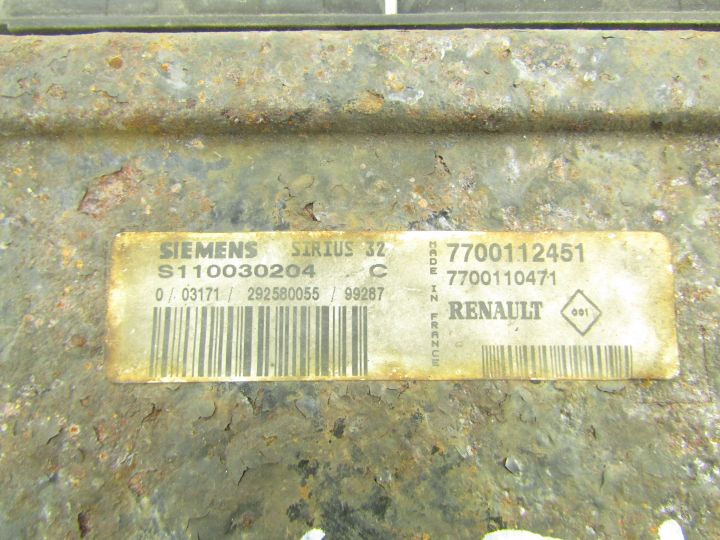 SIEMENS SIRIUS 32
S110030204 C
0 / 03171 / 292580055 / 99287
MADE IN FRANCE
7700112451
7700110471
RENAULT 001